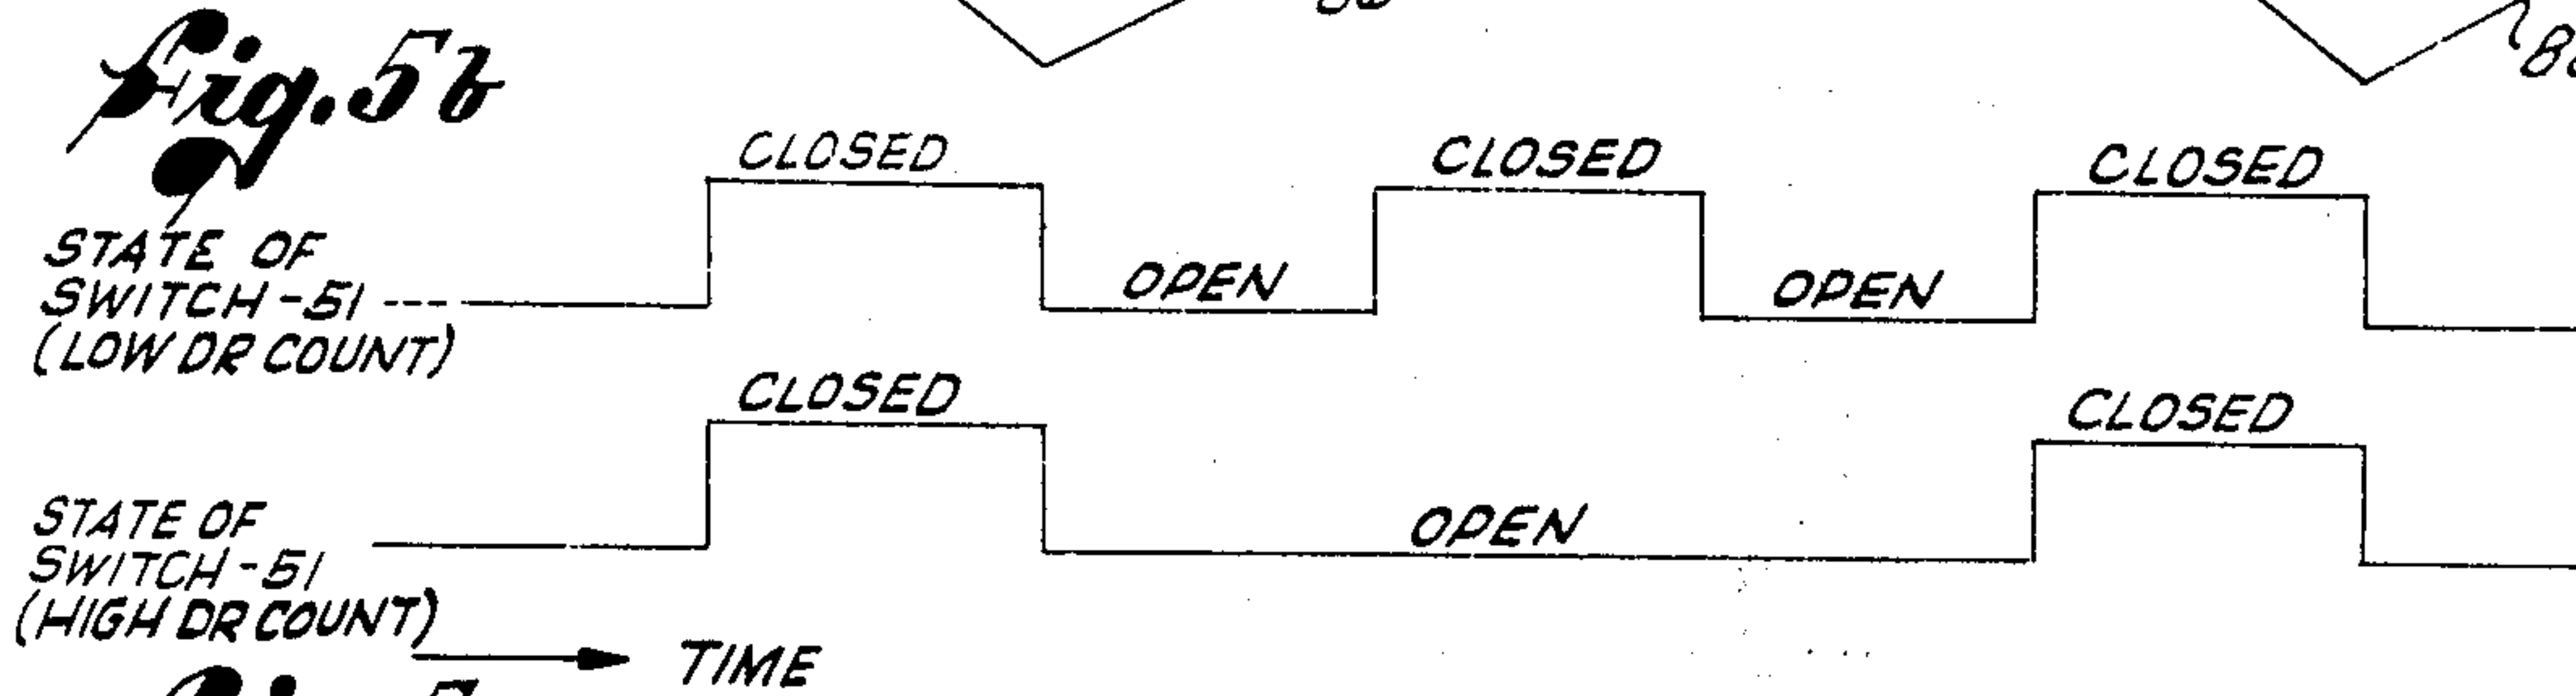 Fig. 5b
CLOSED CLOSED CLOSED
STATE OF
SWITCH-51
(LOW DR COUNT)
OPEN OPEN
CLOSED CLOSED
STATE OF
SWITCH-51
(HIGH DR COUNT)
OPEN
TIME